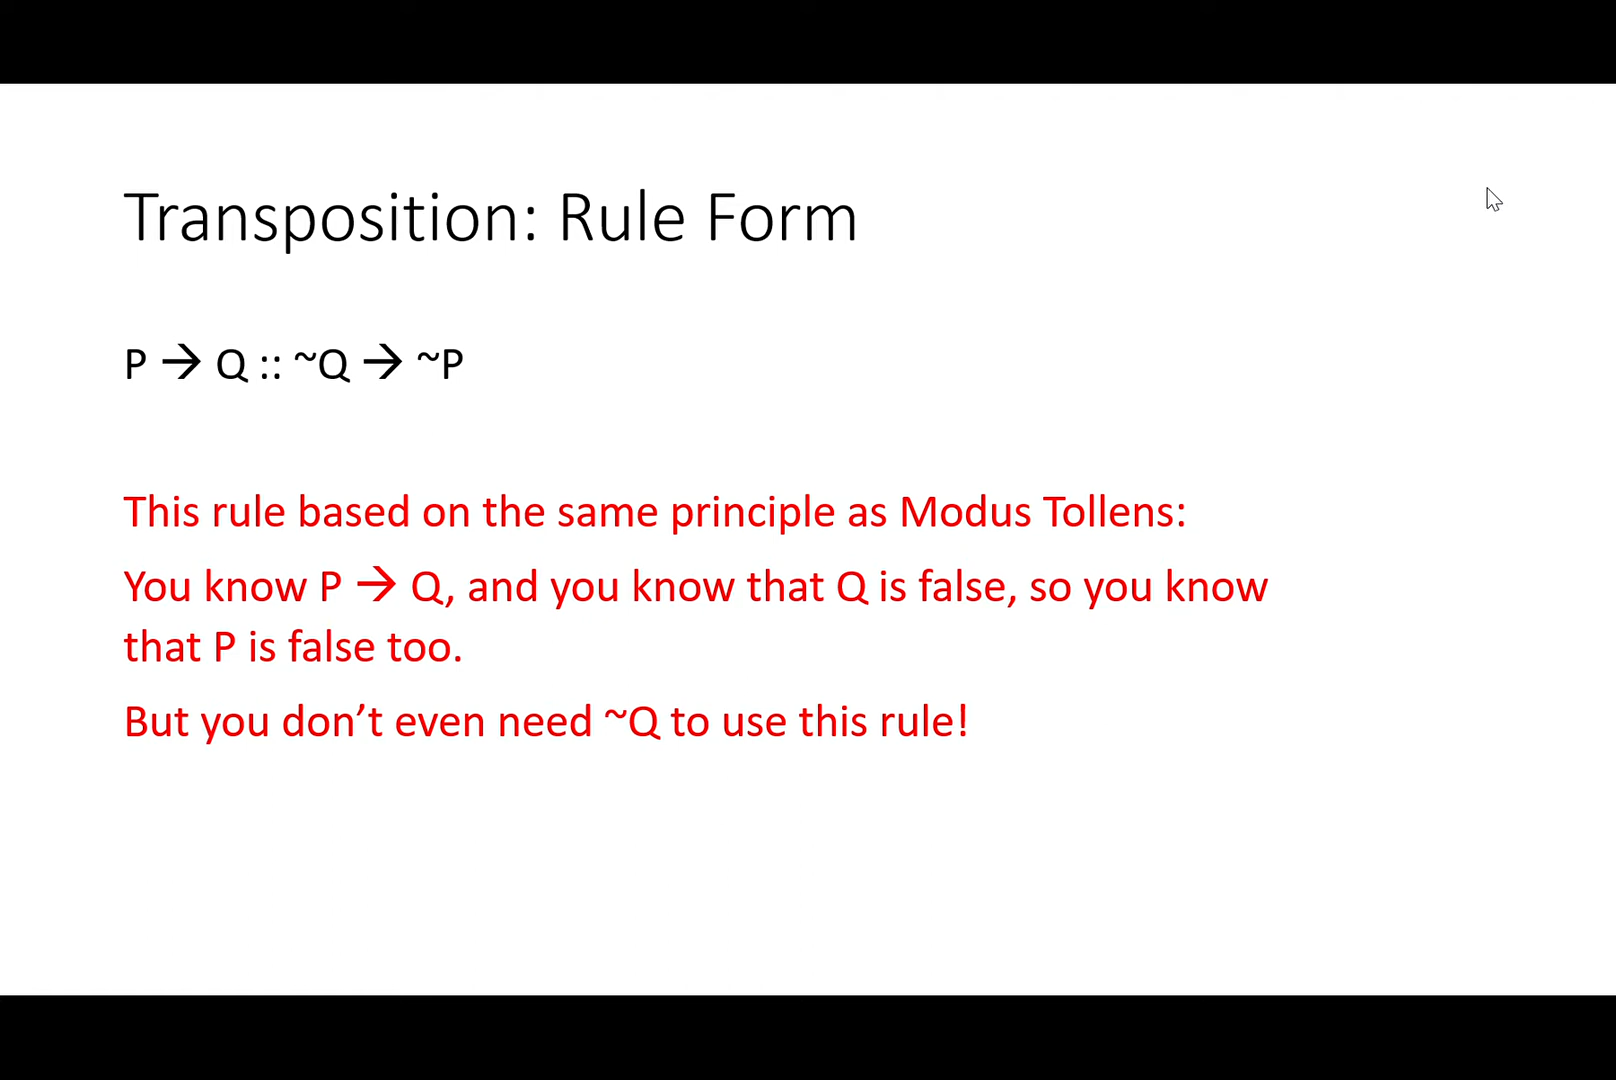 Transposition: Rule Form
P → Q :: ~Q → ~P
This rule based on the same principle as Modus Tollens:
You know P → Q, and you know that Q is false, so you know
that P is false too.
But you don’t even need ~Q to use this rule!